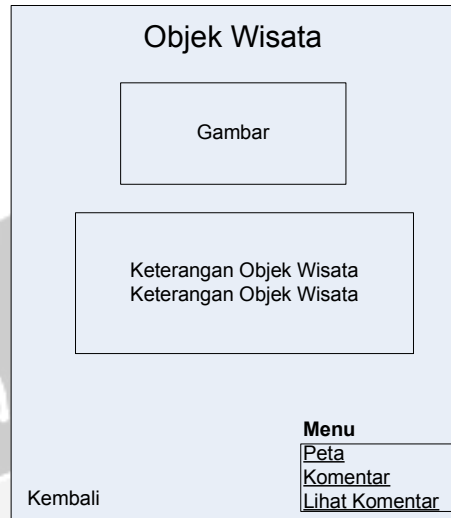 Objek Wisata
Gambar
Keterangan Objek Wisata
Keterangan Objek Wisata
Menu
Peta
Komentar
Lihat Komentar
Kembali